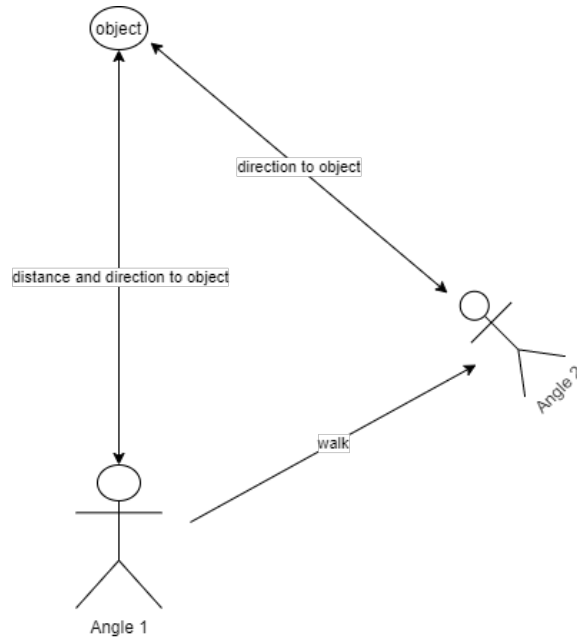 object
direction to object
distance and direction to object
Angle 2
walk
Angle 1